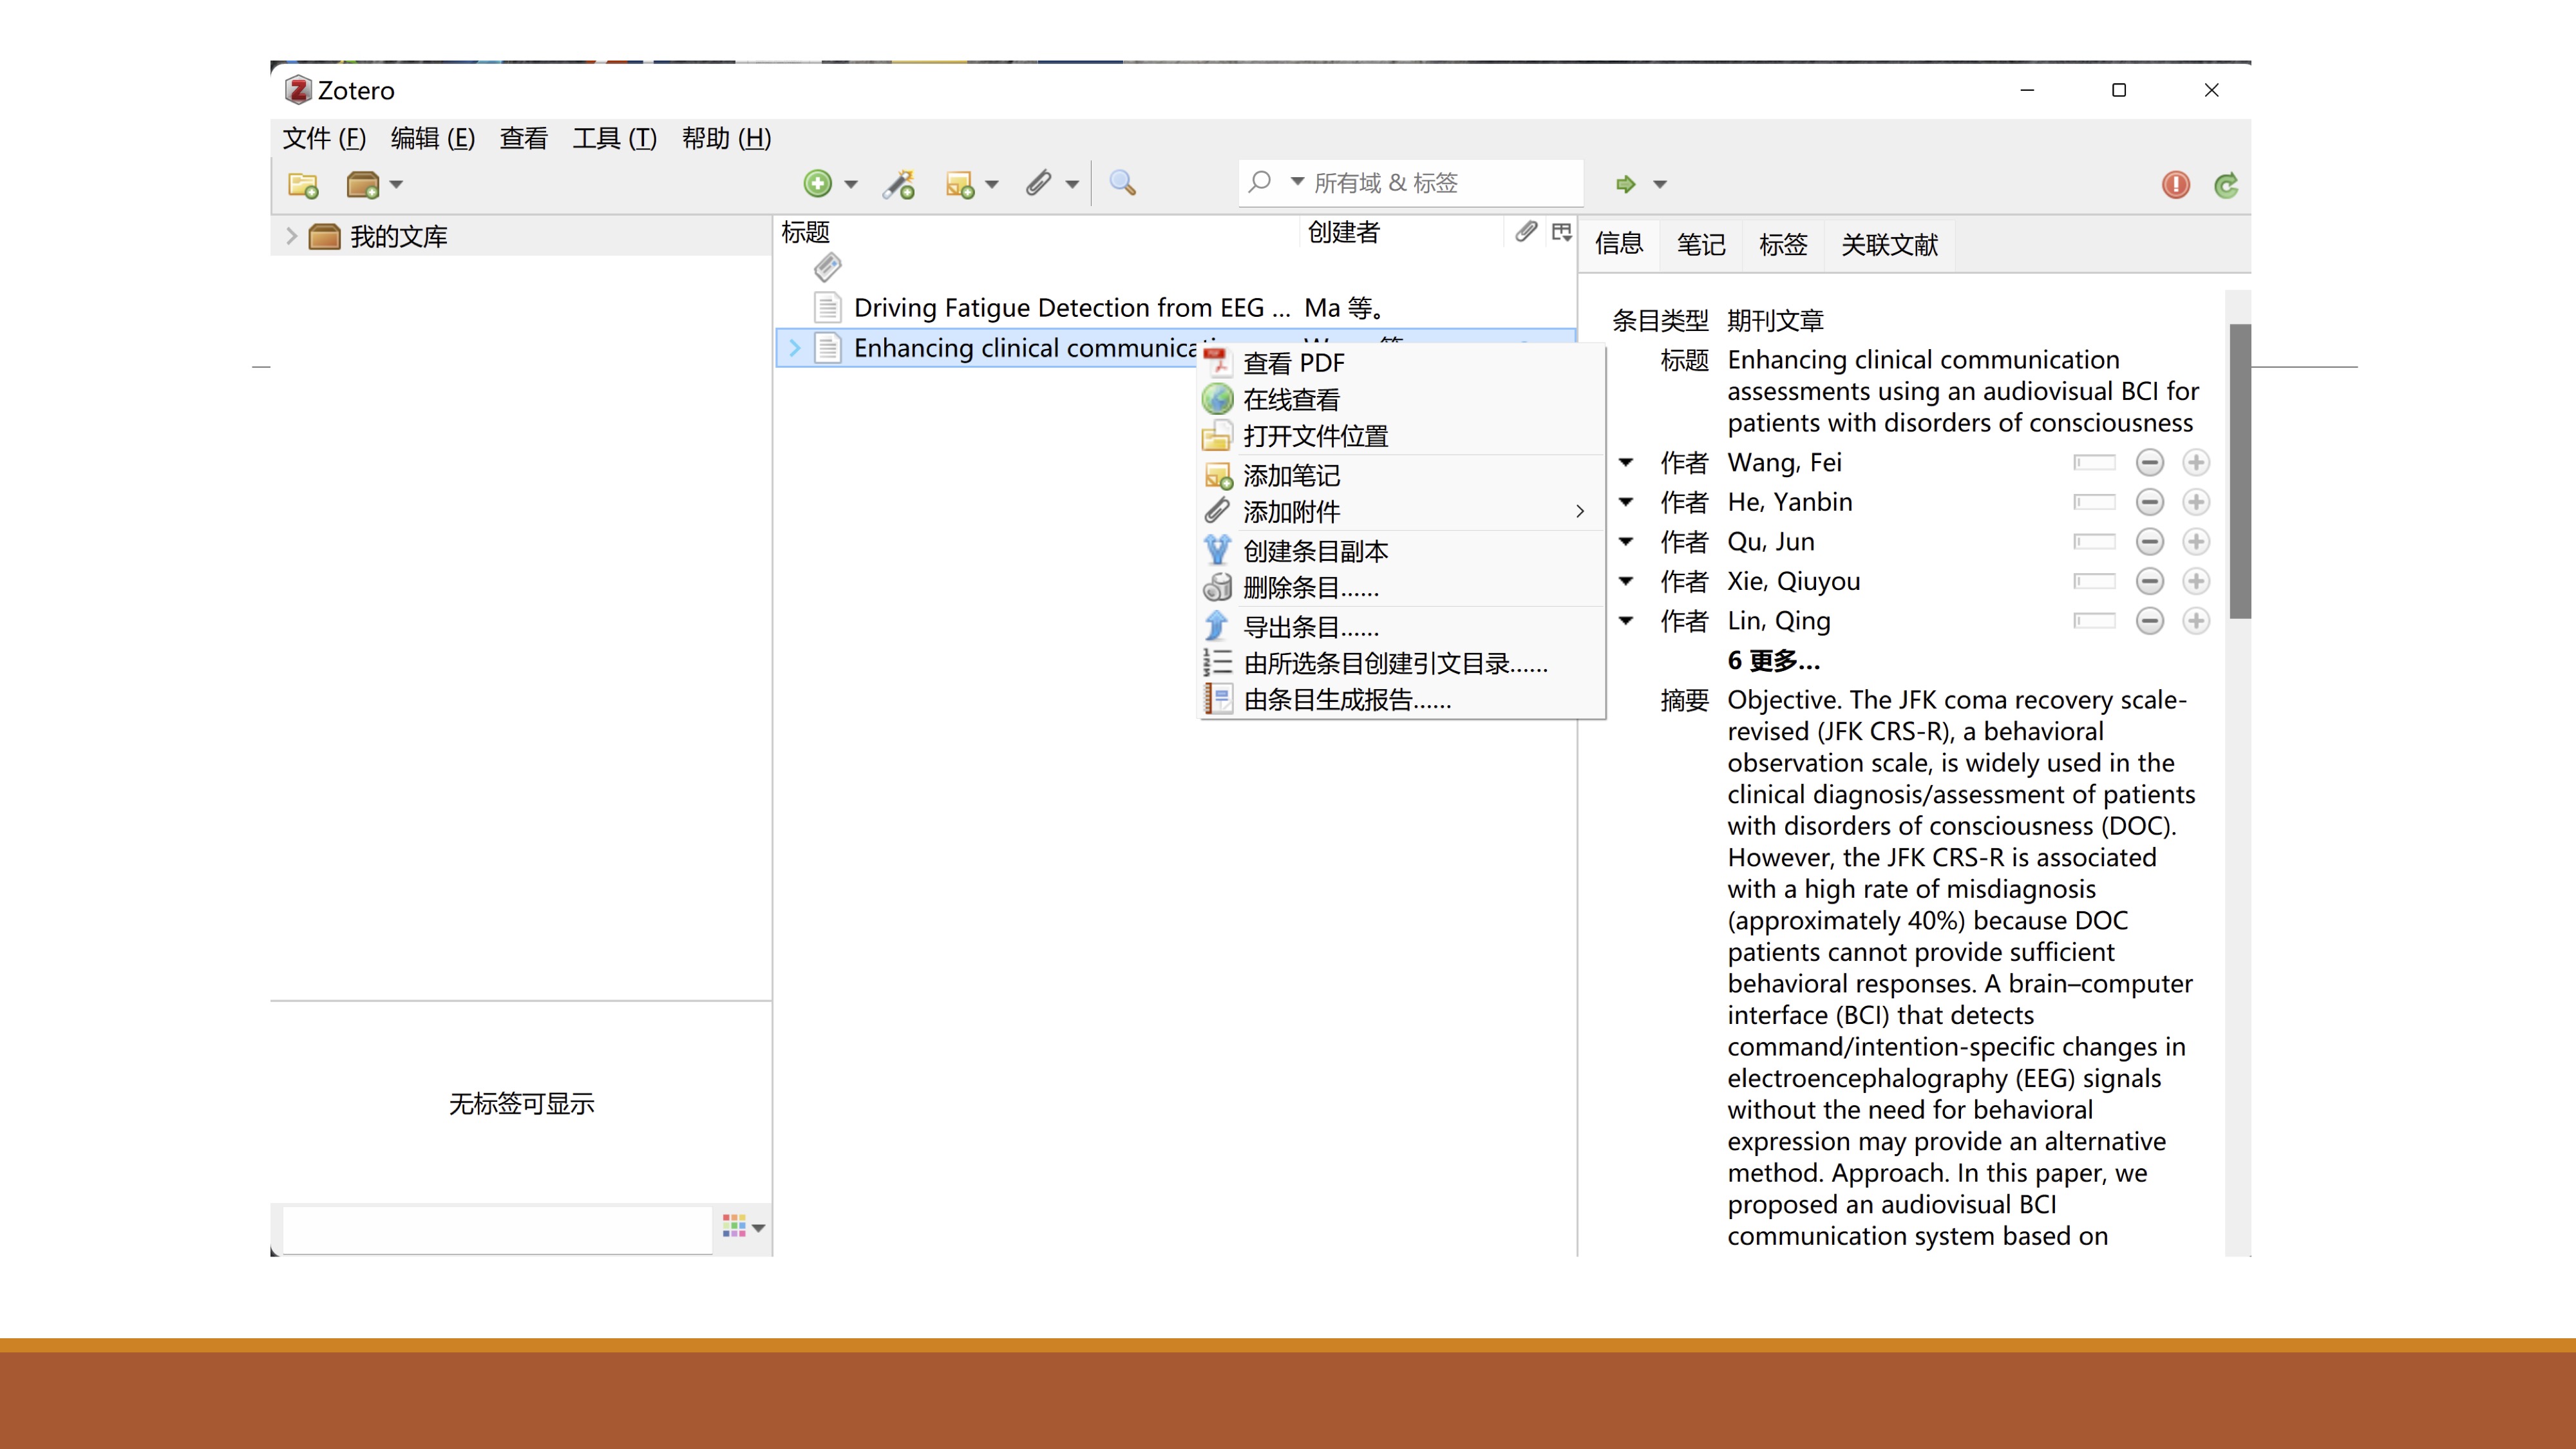 Zotero
文件 (F) 编辑 (E) 查看 工具 (T) 帮助 (H)
所有域 & 标签
我的文库
标题 创建者
Driving Fatigue Detection from EEG ... Ma 等。
Enhancing clinical
信息 笔记 标签 关联文献
条目类型 期刊文章
标题 Enhancing clinical communication
assessments using an audiovisual BCI for
patients with disorders of consciousness
作者 Wang, Fei
作者 He, Yanbin
作者 Qu, Jun
作者 Xie, Qiuyou
作者 Lin, Qing
6 更多...
摘要 Objective. The JFK coma recovery scale-
revised (JFK CRS-R), a behavioral
observation scale, is widely used in the
clinical diagnosis/assessment of patients
with disorders of consciousness (DOC).
However, the JFK CRS-R is associated
with a high rate of misdiagnosis
(approximately 40%) because DOC
patients cannot provide sufficient
behavioral responses. A brain–computer
interface (BCI) that detects
command/intention-specific changes in
electroencephalography (EEG) signals
without the need for behavioral
expression may provide an alternative
method. Approach. In this paper, we
proposed an audiovisual BCI
communication system based on
查看 PDF
在线查看
打开文件位置
添加笔记
添加附件
创建条目副本
删除条目......
导出条目......
由所选条目创建引文目录......
由条目生成报告......
无标签可显示